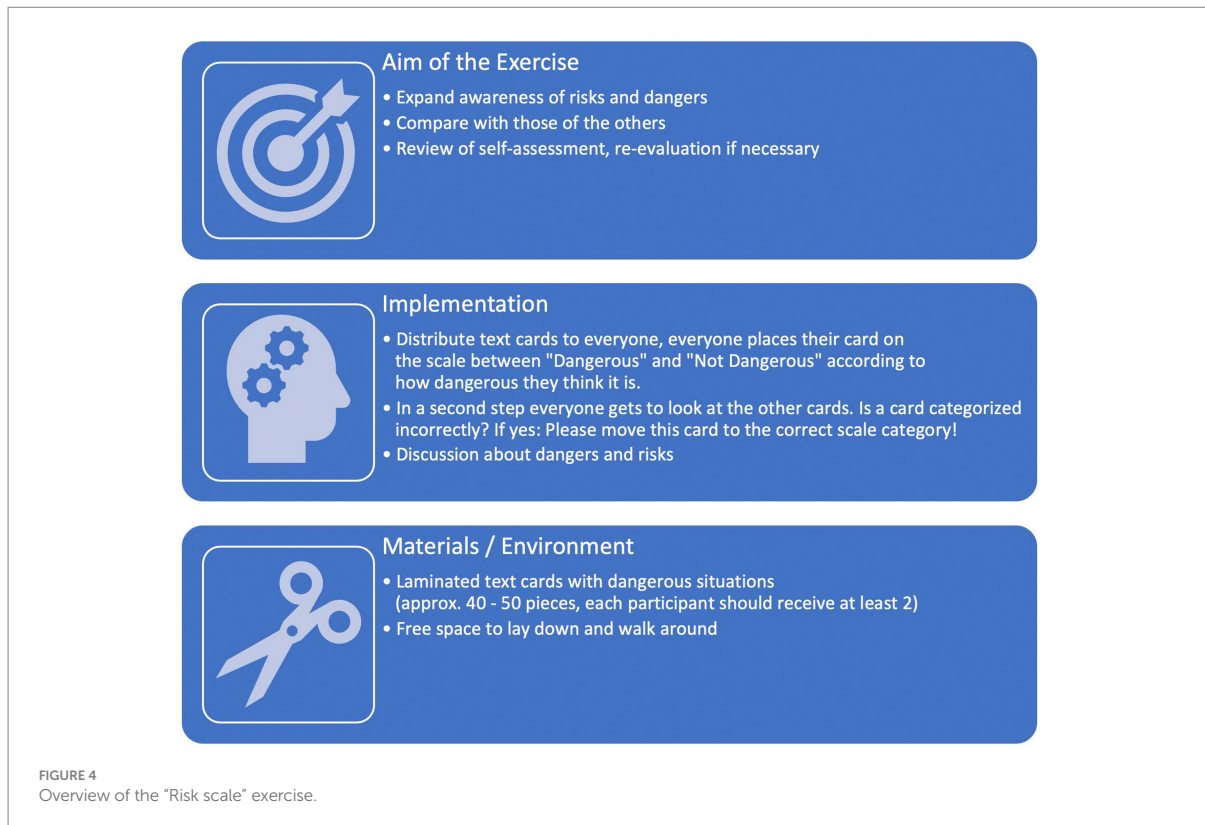 Aim of the Exercise
• Expand awareness of risks and dangers
• Compare with those of the others
• Review of self-assessment, re-evaluation if necessary
Implementation
• Distribute text cards to everyone, everyone places their card on
the scale between "Dangerous" and "Not Dangerous" according to
how dangerous they think it is.
• In a second step everyone gets to look at the other cards. Is a card categorized
incorrectly? If yes: Please move this card to the correct scale category!
• Discussion about dangers and risks
Materials / Environment
• Laminated text cards with dangerous situations
(approx. 40 - 50 pieces, each participant should receive at least 2)
• Free space to lay down and walk around
FIGURE 4
Overview of the “Risk scale” exercise.